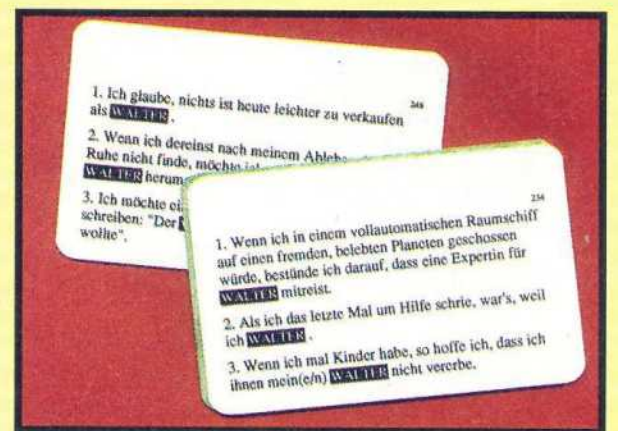 248
1. Ich glaube, nichts ist heute leichter zu verkaufen
als WALTER.
2. Wenn ich dereinst nach meinem
Ruhe nicht finde, möchte
WALTER herum
3. Ich möchte
schreiben: "Der
wollte".
234
1. Wenn ich in einem vollautomatischen Raumschiff
auf einen fremden, belebten Planeten geschossen
würde, bestünde ich darauf, dass eine Expertin für
WALTER mitreist.
2. Als ich das letzte Mal um Hilfe schrie, war's, weil
ich WALTER.
3. Wenn ich mal Kinder habe, so hoffe ich, dass ich
ihnen mein(e/n) WALTER nicht vererbe.